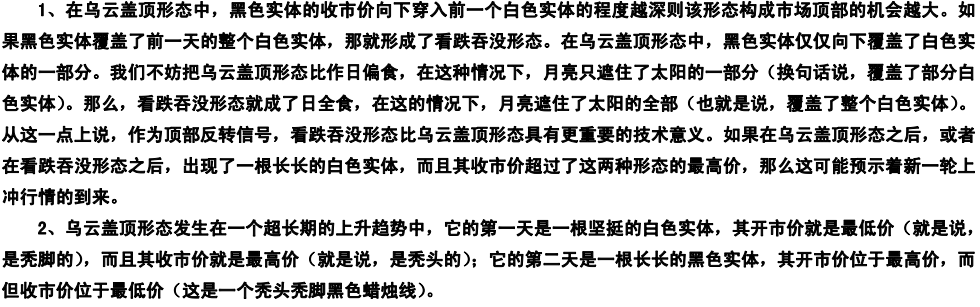 1、在乌云盖顶形态中，黑色实体的收市价向下穿入前一个白色实体的程度越深则该形态构成市场顶部的机会越大。如
果黑色实体覆盖了前一天的整个白色实体，那就形成了看跌吞没形态。在乌云盖顶形态中，黑色实体仅仅向下覆盖了白色实
体的一部分。我们不妨把乌云盖顶形态比作日偏食，在这种情况下，月亮只遮住了太阳的一部分（换句话说，覆盖了部分白
色实体）。那么，看跌吞没形态就成了日全食，在这的情况下，月亮遮住了太阳的全部（也就是说，覆盖了整个白色实体）。
从这一点上说，作为顶部反转信号，看跌吞没形态比乌云盖顶形态具有更重要的技术意义。如果在乌云盖顶形态之后，或者
在看跌吞没形态之后，出现了一根长长的白色实体，而且其收市价超过了这两种形态的最高价，那么这可能预示着新一轮上
冲行情的到来。
2、乌云盖顶形态发生在一个超长期的上升趋势中，它的第一天是一根坚挺的白色实体，其开市价就是最低价（就是说，
是秃脚的），而且其收市价就是最高价（就是说，是秃头的）；它的第二天是一根长长的黑色实体，其开市价位于最高价，而
但收市价位于最低价（这是一个秃头秃脚黑色蜡烛线）。